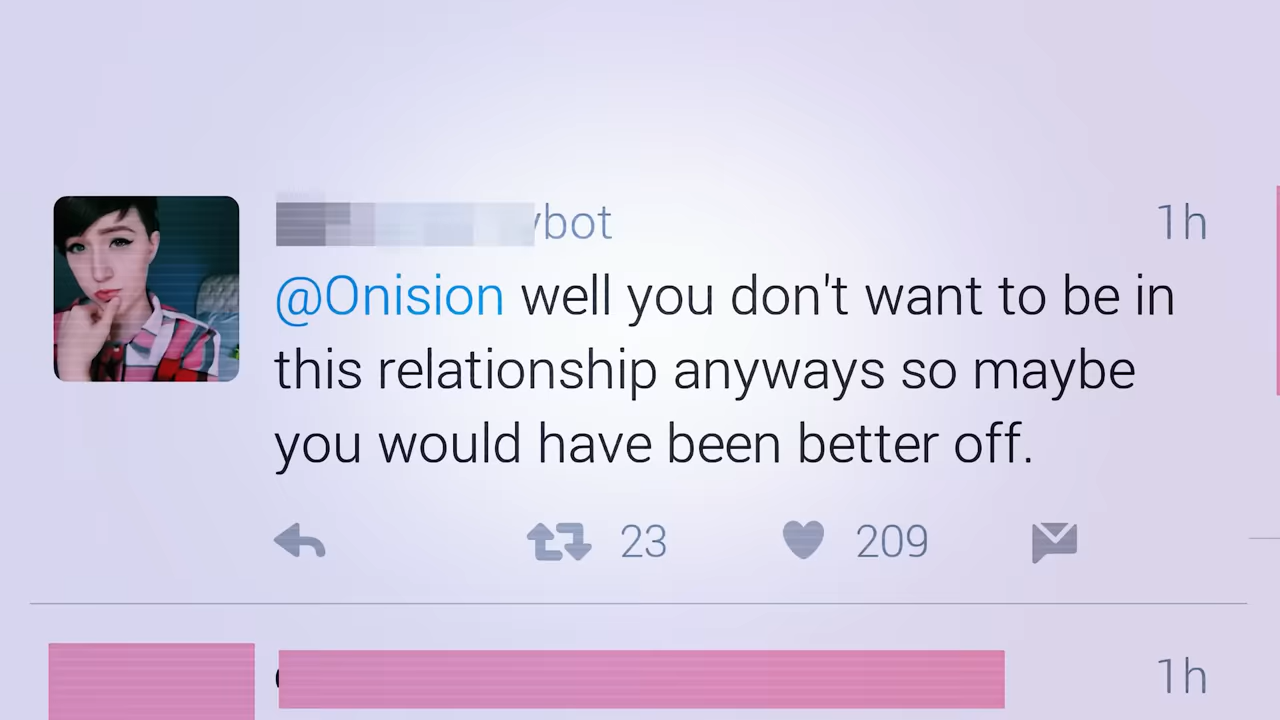 bot 1h
@Onision well you don't want to be in
this relationship anyways so maybe
you would have been better off.
23 209
1h